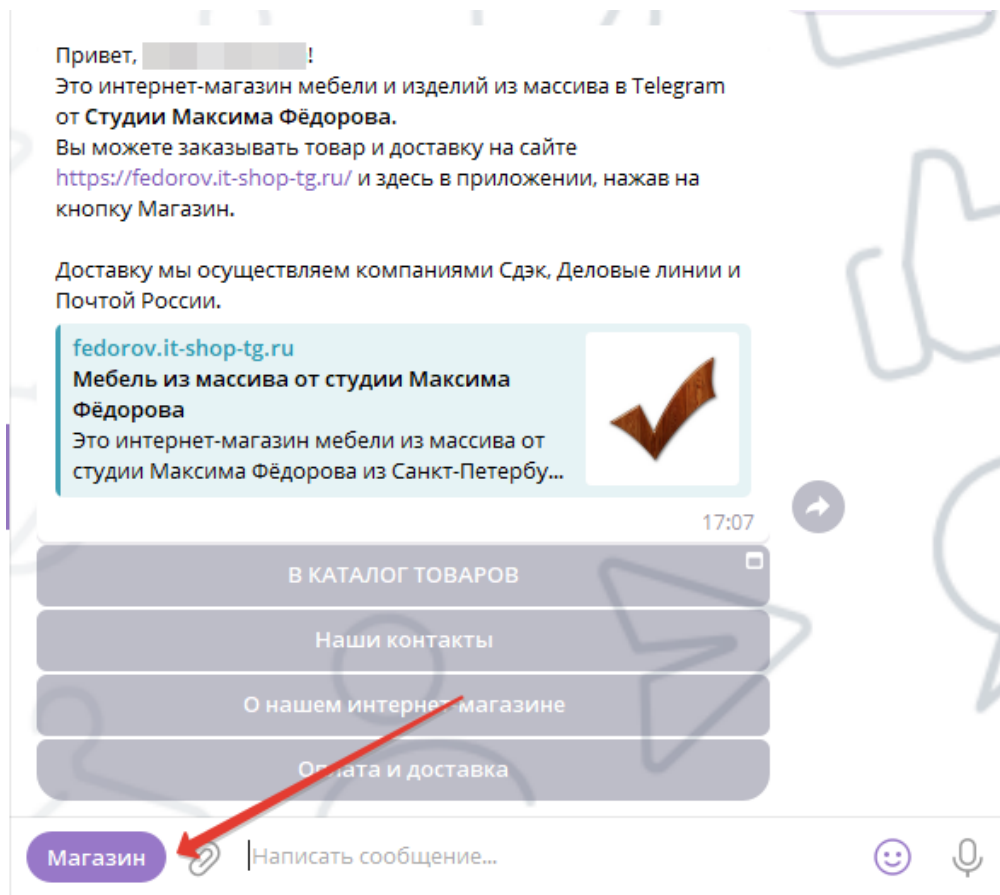 Привет, !
Это интернет-магазин мебели и изделий из массива в Telegram
от Студии Максима Фёдорова.
Вы можете заказывать товар и доставку на сайте
https://fedorov.it-shop-tg.ru/ и здесь в приложении, нажав на
кнопку Магазин.
Доставку мы осуществляем компаниями Сдэк, Деловые линии и
Почтой России.
fedorov.it-shop-tg.ru
Мебель из массива от студии Максима
Фёдорова
Это интернет-магазин мебели из массива от
студии Максима Фёдорова из Санкт-Петербу...
17:07
В КАТАЛОГ ТОВАРОВ
Наши контакты
О нашем интернет-магазине
Оплата и доставка
Магазин
Написать сообщение...